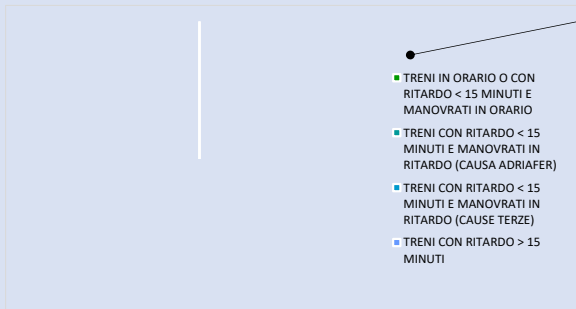 TRENI IN ORARIO O CON
RITARDO < 15 MINUTI E
MANOVRATI IN ORARIO
TRENI CON RITARDO < 15
MINUTI E MANOVRATI IN
RITARDO (CAUSA ADRIAFER)
TRENI CON RITARDO < 15
MINUTI E MANOVRATI IN
RITARDO (CAUSE TERZE)
TRENI CON RITARDO > 15
MINUTI